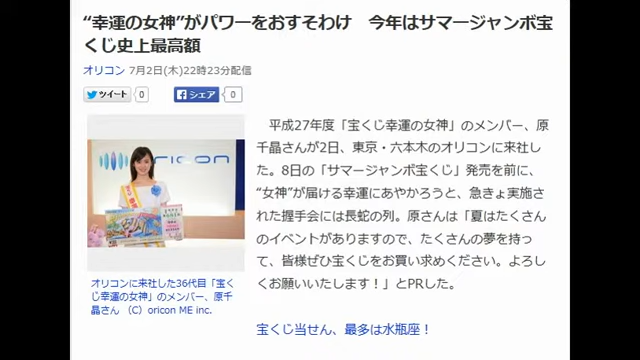 “幸運の女神”がパワーをおすそわけ　今年はサマージャンボ宝
くじ史上最高額
オリコン 7月2日(木)22時23分配信
ツイート 0 シェア 0
oricon
オリコンに来社した36代目「宝く
じ幸運の女神」のメンバー、原千
晶さん （C）oricon ME inc.
平成27年度「宝くじ幸運の女神」のメンバー、原
千晶さんが2日、東京・六本木のオリコンに来社し
た。8日の「サマージャンボ宝くじ」発売を前に、
“女神”が届ける幸運にあやかろうと、急きょ実施さ
れた握手会には長蛇の列。原さんは「夏はたくさん
のイベントがありますので、たくさんの夢を持っ
て、皆様ぜひ宝くじをお買い求めください。よろし
くお願いいたします！」とPRした。
宝くじ当せん、最多は水瓶座！